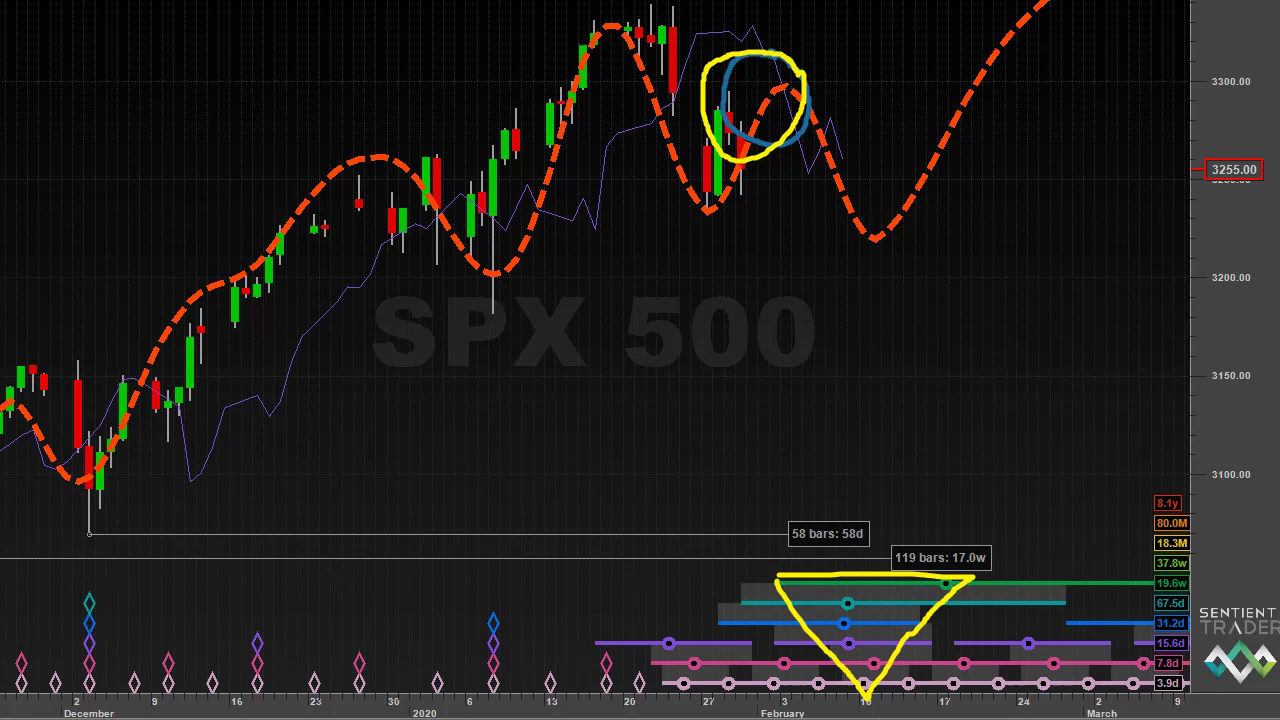 3300.00
3255.00
3200.00
SPX 500
3150.00
3100.00
8.1y
58 bars: 58d
80.0M
18.3M
119 bars: 17.0w
37.8w
19.6w
67.5d
31.2d
15.6d
7.8d
3.9d
SENTIENT
TRADER
2 9 16 23 30 6 13 20 27 3 10 17 24 2 9
December 2020 February March